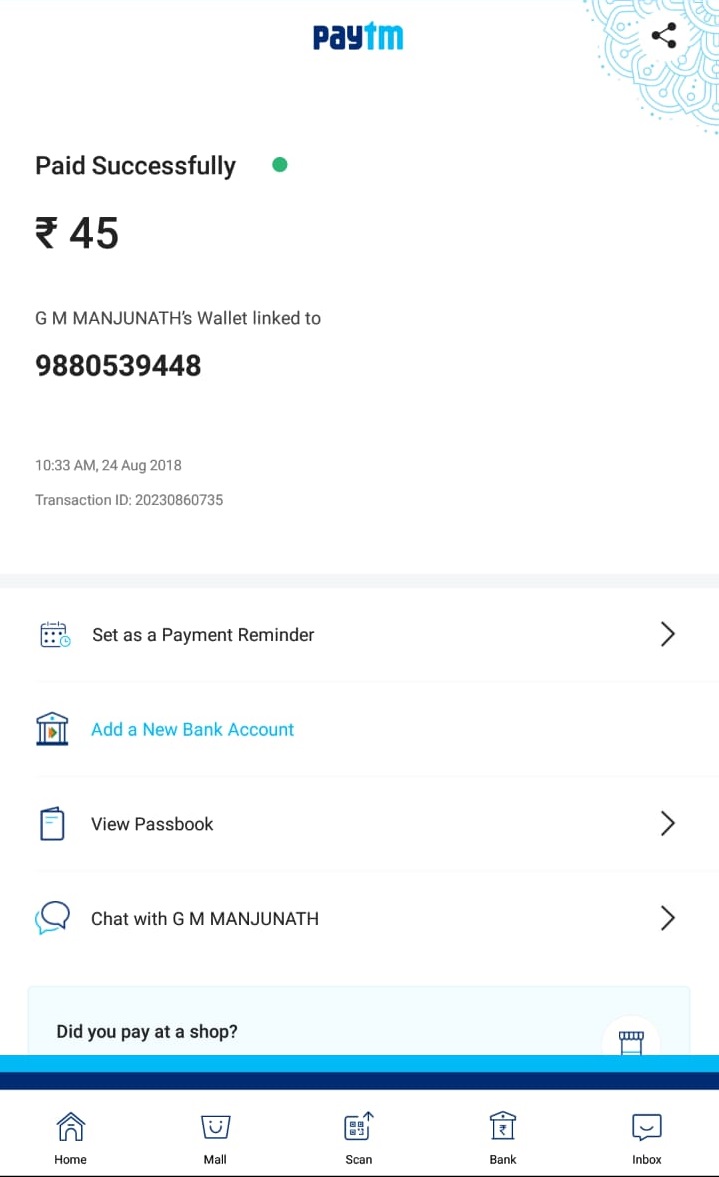 paytm
Paid Successfully
₹ 45
G M MANJUNATH's Wallet linked to
9880539448
10:33 AM, 24 Aug 2018
Transaction ID: 20230860735
Set as a Payment Reminder
Add a New Bank Account
View Passbook
Chat with G M MANJUNATH
Did you pay at a shop?
Home Mall Scan Bank Inbox